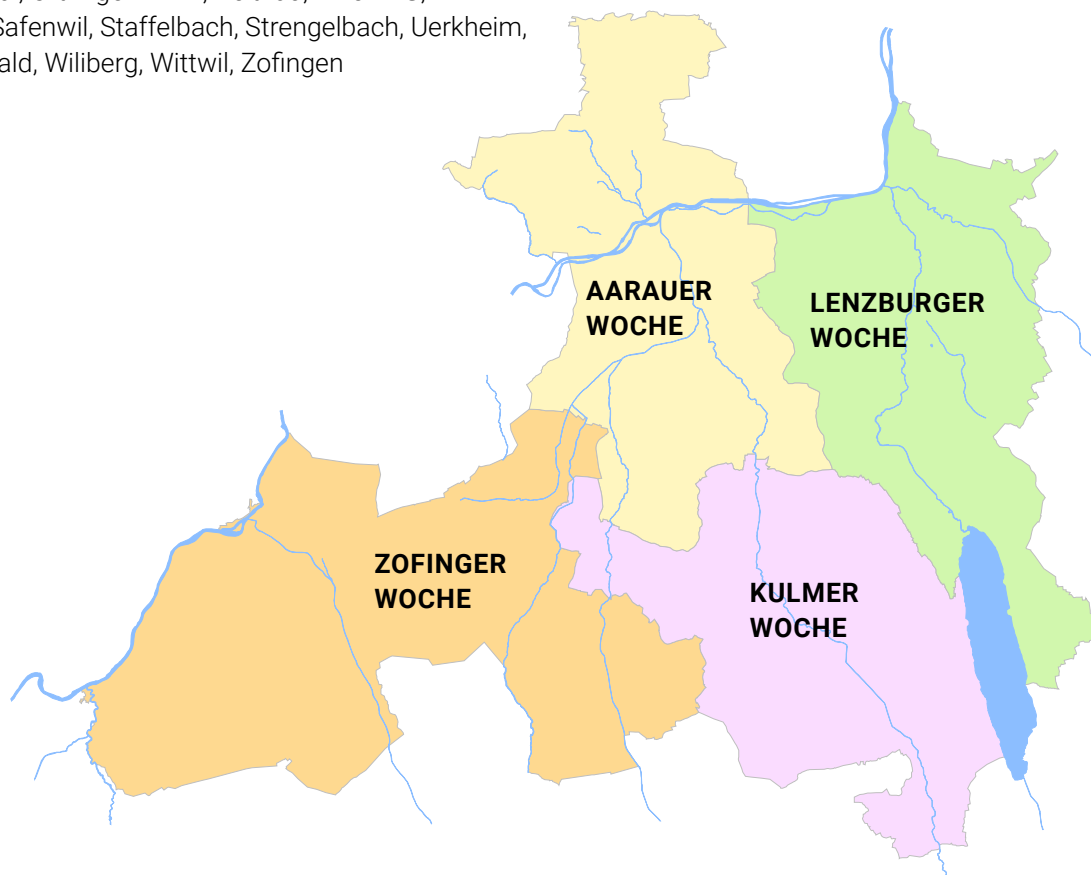 Safenwil, Staffelbach, Strengelbach, Uerkheim,
Wiliberg, Wittwil, Zofingen
AARAUER
WOCHE
LENZBURGER
WOCHE
ZOFINGER
WOCHE
KULMER
WOCHE